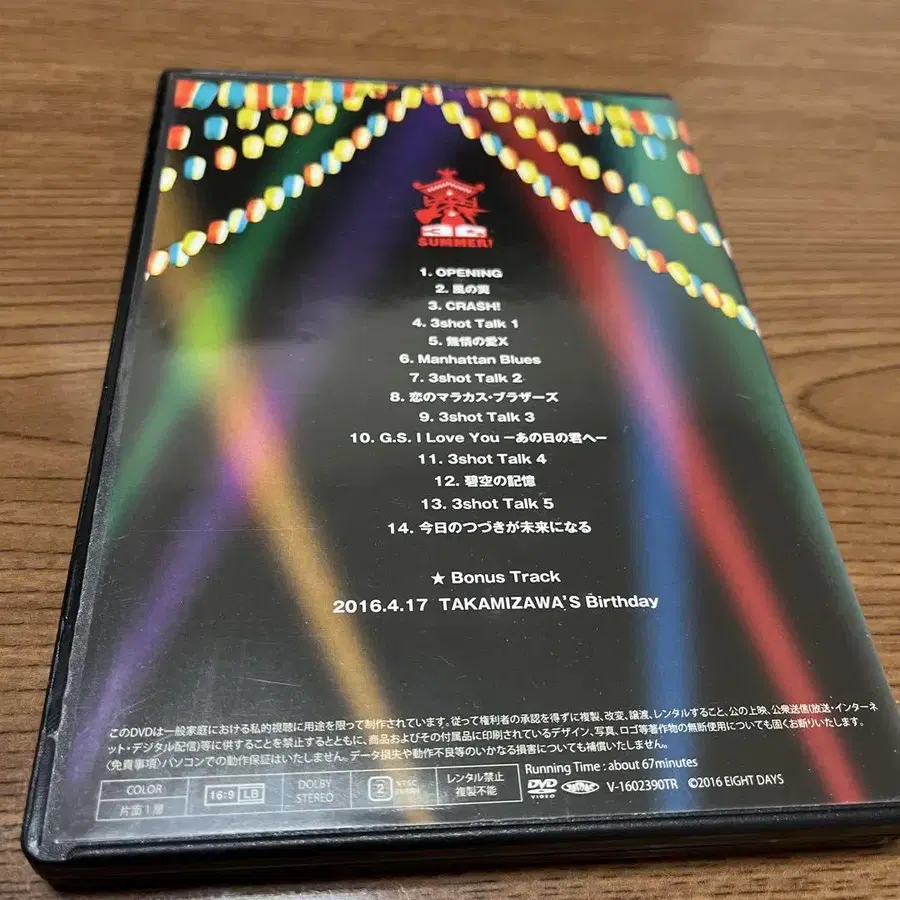 SUMMER!
1. OPENING
2. 風の翼
3. CRASH!
4. 3shot Talk 1
5. 無情の愛X
6. Manhattan Blues
7. 3shot Talk 2
8. 恋のマラカス・ブラザーズ
9. 3shot Talk 3
10. G.S. I Love You −あの日の君へ−
11. 3shot Talk 4
12. 碧空の記憶
13. 3shot Talk 5
14. 今日のつづきが未来になる
★ Bonus Track
2016.4.17 TAKAMIZAWA'S Birthday
このDVDは一般家庭における私的視聴に用途を限って制作されています。従って権利者の承認を得ずに複製、改変、譲渡、レンタルすること、公の上映、公衆送信(放送・インターネ
ット・デジタル配信)等に供することを禁止するとともに、商品およびその付属品に印刷されているデザイン、写真、ロゴ等著作物の無断使用についても固くお断りいたします。
〈免責事項〉パソコンでの動作保証はいたしません。データ損失や動作不良等のいかなる損害についても補償いたしません。
COLOR
片面1層
16:9 LB
DOLBY
STEREO
2 NTSC
レンタル禁止
複製不能
Running Time : about 67minutes
DVD
VIDEO
V-1602390TR ©2016 EIGHT DAYS